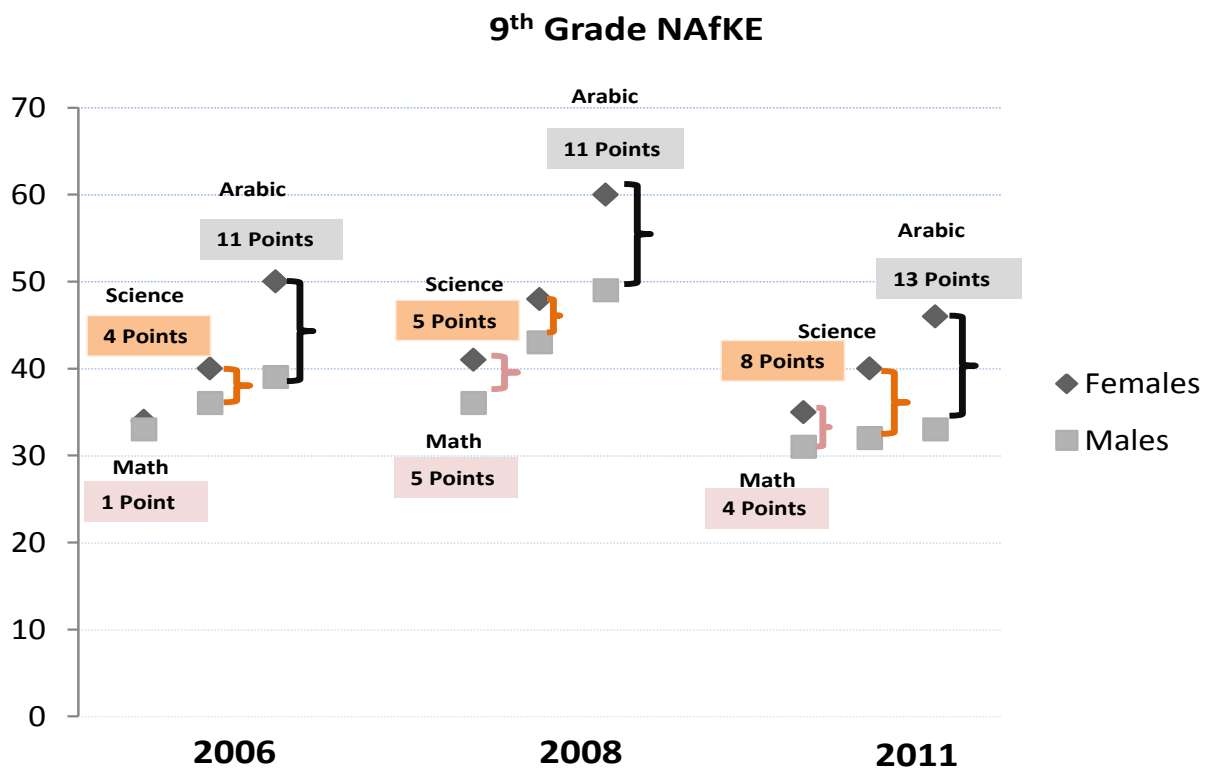 9th Grade NAfKE
70
60
50
40
30
20
10
0
Arabic
11 Points
Science
4 Points
Math
1 Point
Arabic
11 Points
Science
5 Points
Math
5 Points
Arabic
13 Points
Science
8 Points
Math
4 Points
Females
Males
2006
2008
2011